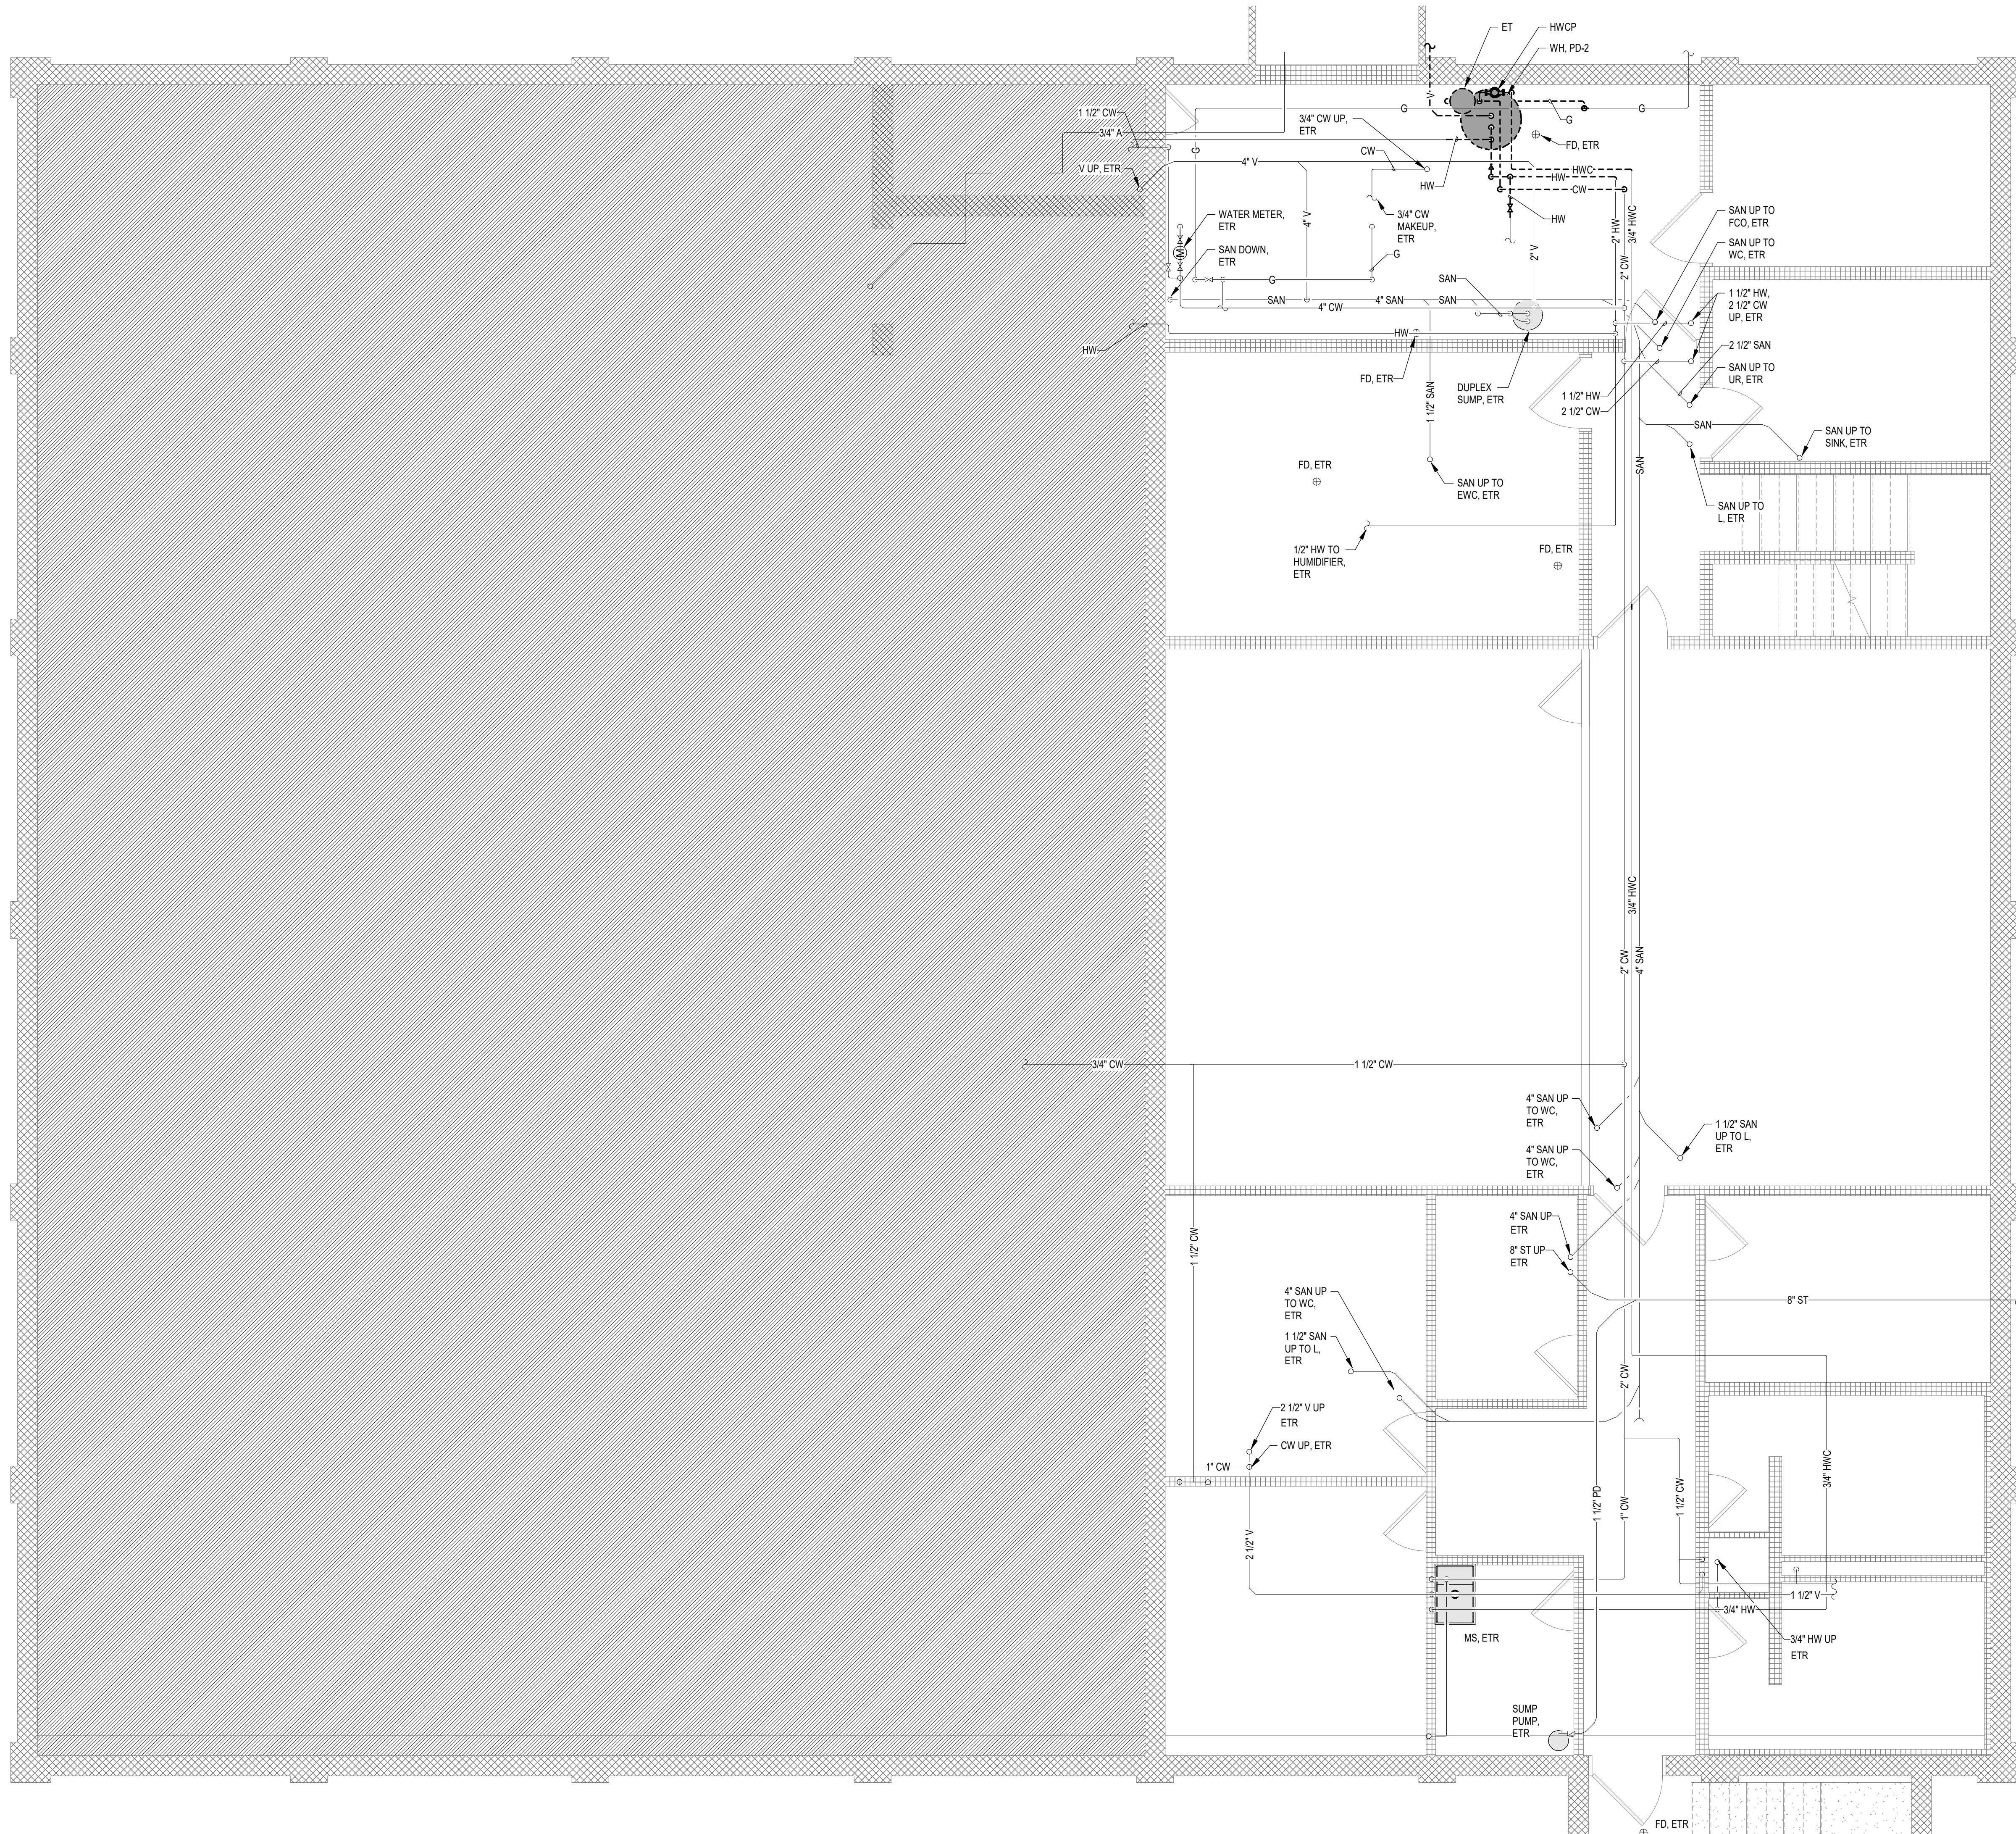 ET
HWCP
WH, PD-2
V
G
G
G
1 1/2" CW
3/4" A
V UP, ETR
3/4" CW UP,
ETR
CW
FD, ETR
4" V
G
HW
HWC
HW
CW
HW
WATER METER,
ETR
M
SAN DOWN,
ETR
4" V
3/4" CW
MAKEUP,
ETR
G
2" V
2" HW
3/4" HWC
2" CW
SAN UP TO
FCO, ETR
SAN UP TO
WC, ETR
G
SAN
SAN
4" SAN
SAN
4" CW
1 1/2" HW,
2 1/2" CW
UP, ETR
HW
HW
2 1/2" SAN
SAN UP TO
UR, ETR
FD, ETR
DUPLEX
SUMP, ETR
1 1/2" SAN
1 1/2" HW
2 1/2" CW
SAN
SAN UP TO
SINK, ETR
SAN
FD, ETR
SAN UP TO
EWC, ETR
SAN UP TO
L, ETR
1/2" HW TO
HUMIDIFIER,
ETR
FD, ETR
3/4" HWC
2" CW
4" SAN
3/4" CW
1 1/2" CW
4" SAN UP
TO WC,
ETR
1 1/2" SAN
UP TO L,
ETR
4" SAN UP
TO WC,
ETR
1 1/2" CW
4" SAN UP
ETR
8" ST UP
ETR
8" ST
4" SAN UP
TO WC,
ETR
1 1/2" SAN
UP TO L,
ETR
2" CW
2 1/2" V UP
ETR
CW UP, ETR
1" CW
3/4" HWC
1 1/2" PD
1" CW
1 1/2" CW
2 1/2" V
1 1/2" V
3/4" HW
MS, ETR
3/4" HW UP
ETR
SUMP
PUMP,
ETR
FD, ETR